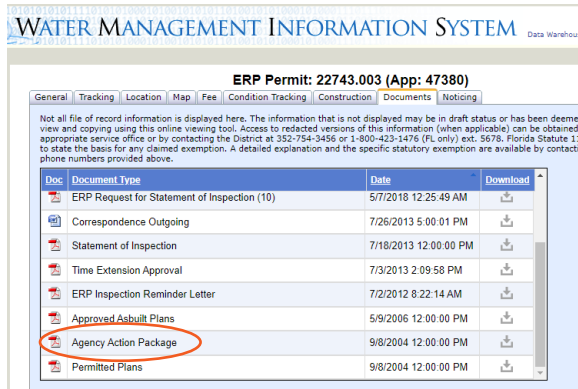 WATER MANAGEMENT INFORMATION SYSTEM Data Warehous
ERP Permit: 22743.003 (App: 47380)
General Tracking Location Map Fee Condition Tracking Construction Documents Noticing
Not all file of record information is displayed here. The information that is not displayed may be in draft status or has been deeme
view and copying using this online viewing tool. Access to redacted versions of this information (when applicable) can be obtained
appropriate service office or by contacting the District at 352-754-3456 or 1-800-423-1476 (FL only) ext. 5678. Florida Statute 11
to state the basis for any claimed exemption. A detailed explanation and the specific statutory exemption are available by contacti
phone numbers provided above.
Doc Document Type Date Download
ERP Request for Statement of Inspection (10) 5/7/2018 12:25:49 AM
Correspondence Outgoing 7/26/2013 5:00:01 PM
Statement of Inspection 7/18/2013 12:00:00 PM
Time Extension Approval 7/3/2013 2:09:58 PM
ERP Inspection Reminder Letter 7/2/2012 8:22:14 AM
Approved Asbuilt Plans 5/9/2006 12:00:00 PM
Agency Action Package 9/8/2004 12:00:00 PM
Permitted Plans 9/8/2004 12:00:00 PM